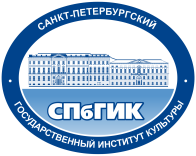 САНКТ-ПЕТЕРБУРГСКИЙ
СПбГИК
ГОСУДАРСТВЕННЫЙ ИНСТИТУТ КУЛЬТУРЫ